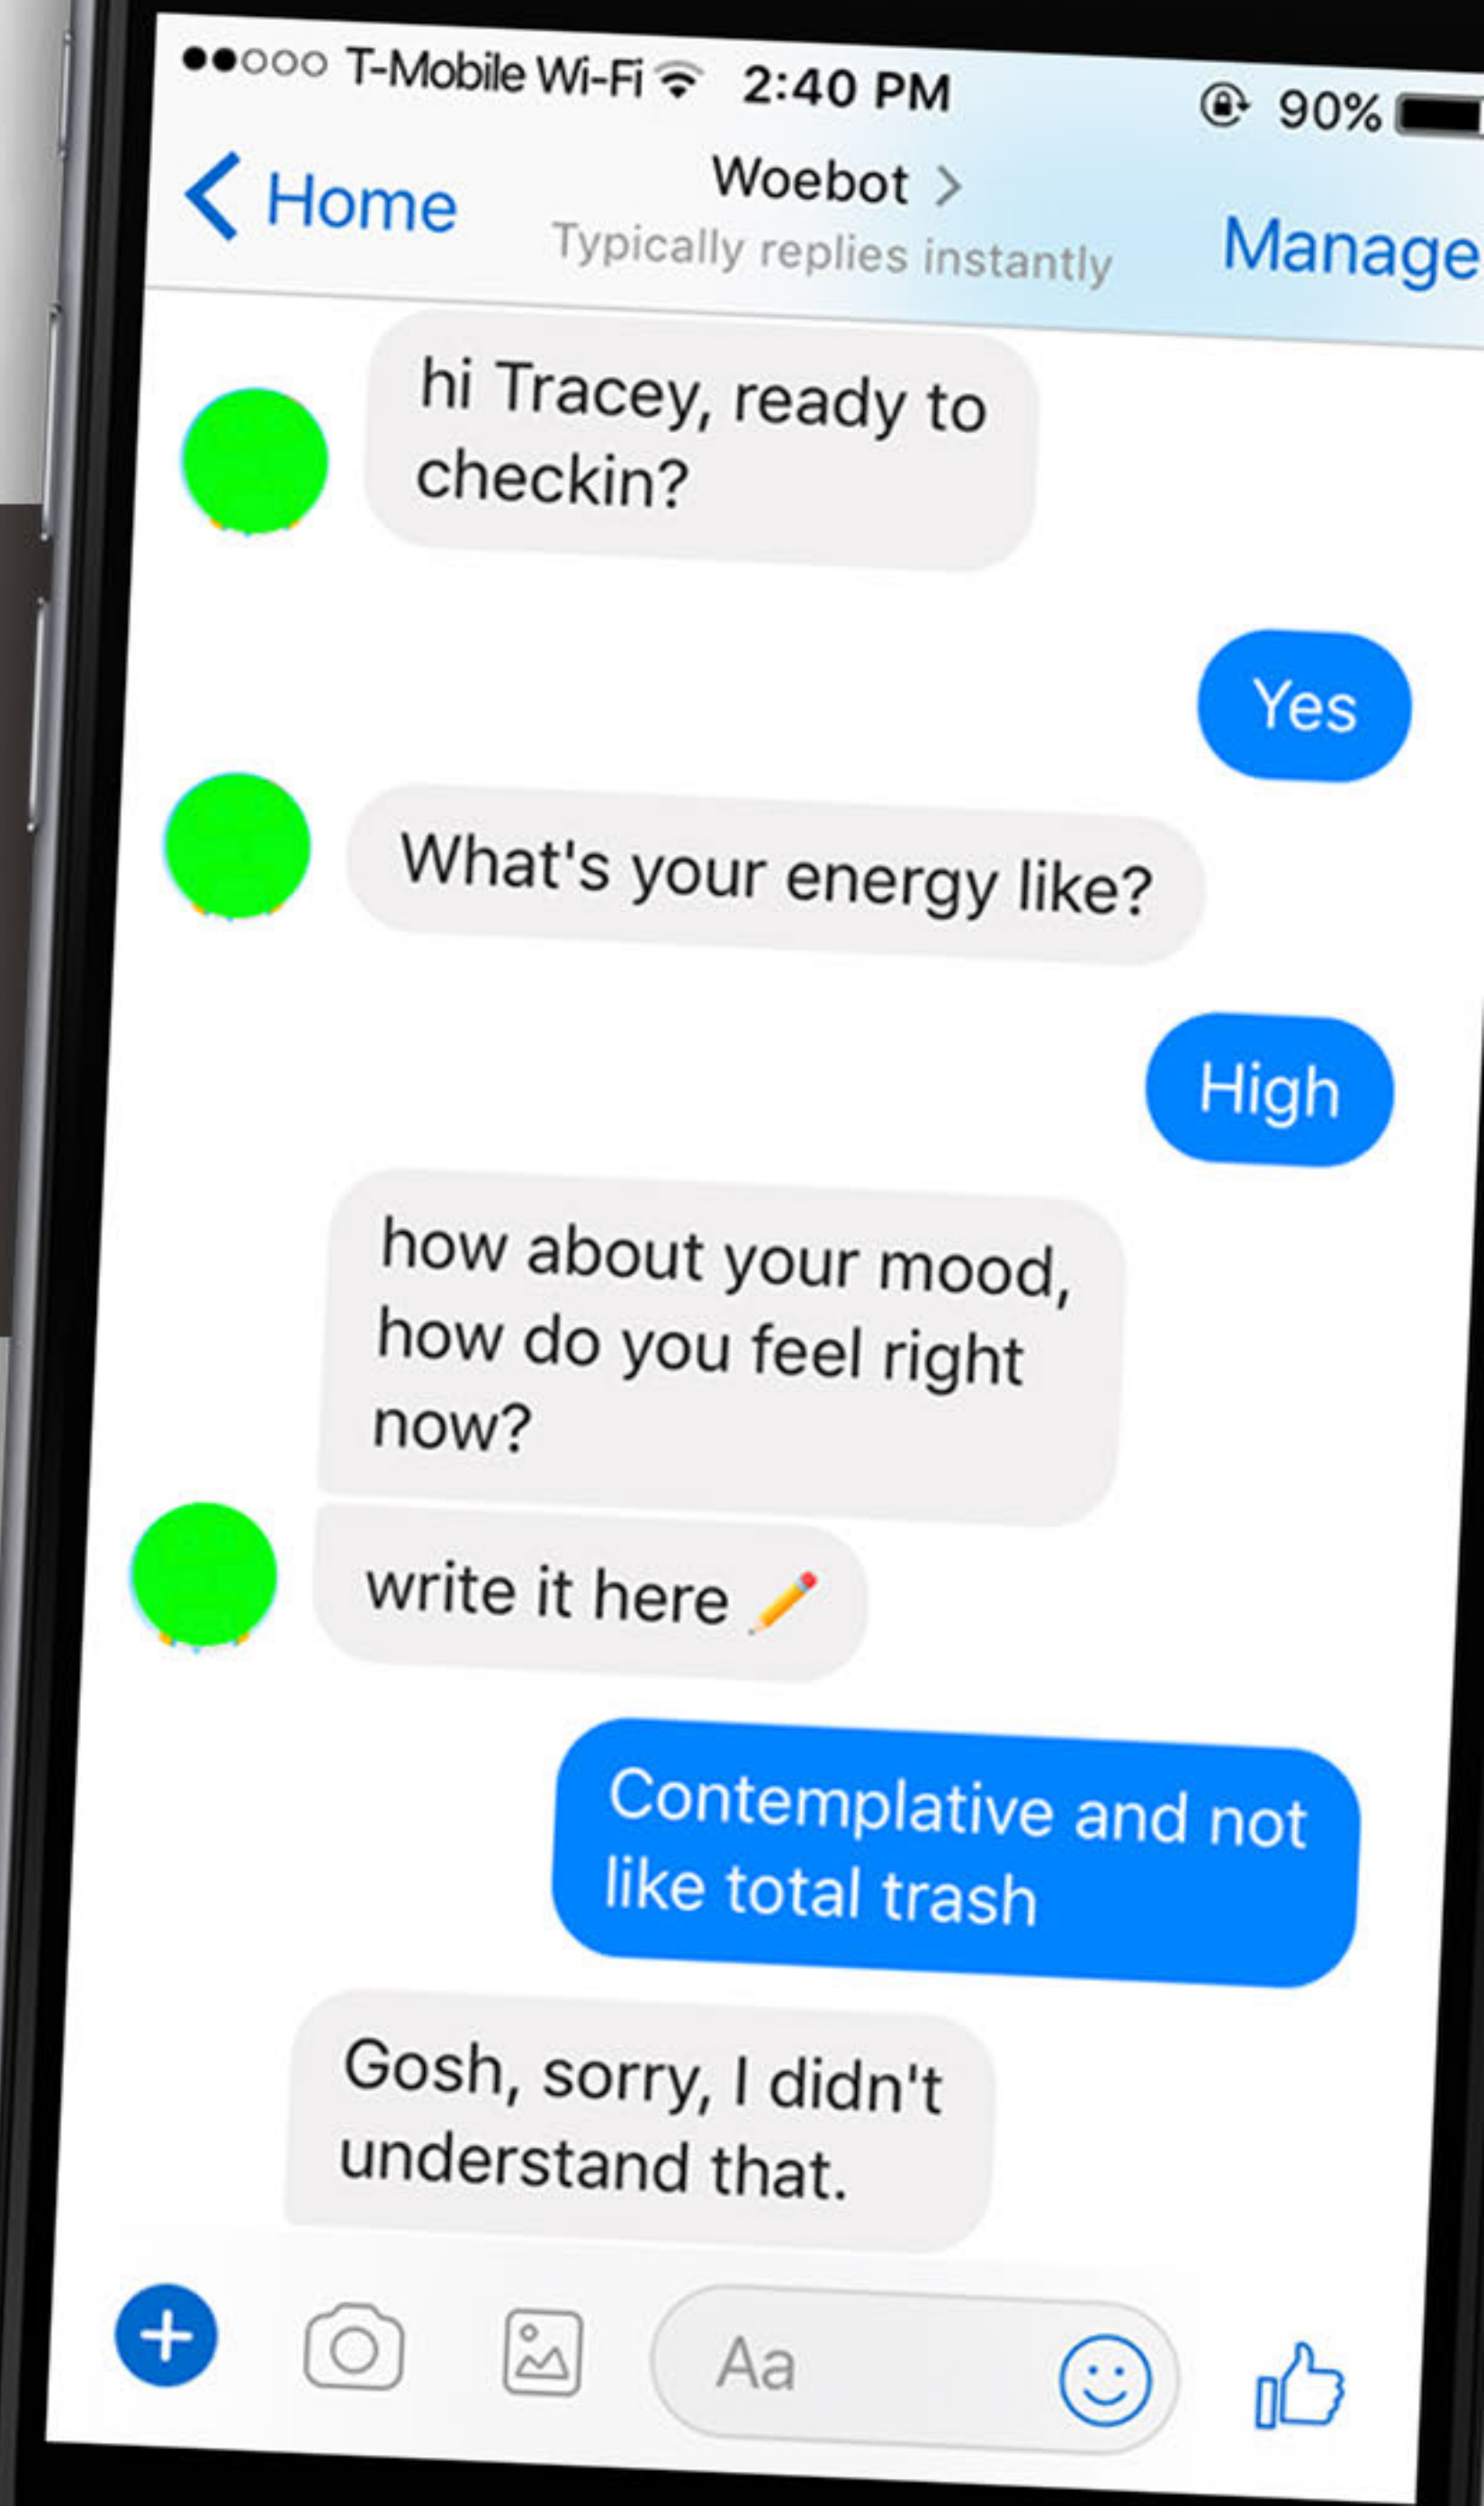 T-Mobile Wi-Fi 2:40 PM 90%
Home Woebot > Manage
Typically replies instantly
hi Tracey, ready to
checkin?
Yes
What's your energy like?
High
how about your mood,
how do you feel right
now?
write it here ✏️
Contemplative and not
like total trash
Gosh, sorry, I didn't
understand that.
Aa